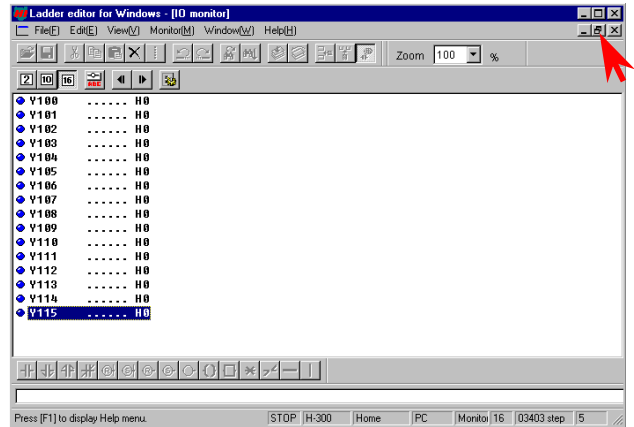 Ladder editor for Windows - [IO monitor]
File(F) Edit(E) View(V) Monitor(M) Window(W) Help(H)
Zoom 100 %
2 10 16 ABC
Y100 ...... H0
Y101 ...... H0
Y102 ...... H0
Y103 ...... H0
Y104 ...... H0
Y105 ...... H0
Y106 ...... H0
Y107 ...... H0
Y108 ...... H0
Y109 ...... H0
Y110 ...... H0
Y111 ...... H0
Y112 ...... H0
Y113 ...... H0
Y114 ...... H0
Y115 ...... H0
Press [F1] to display Help menu. STOP H-300 Home PC Monitor 16 03403 step 5